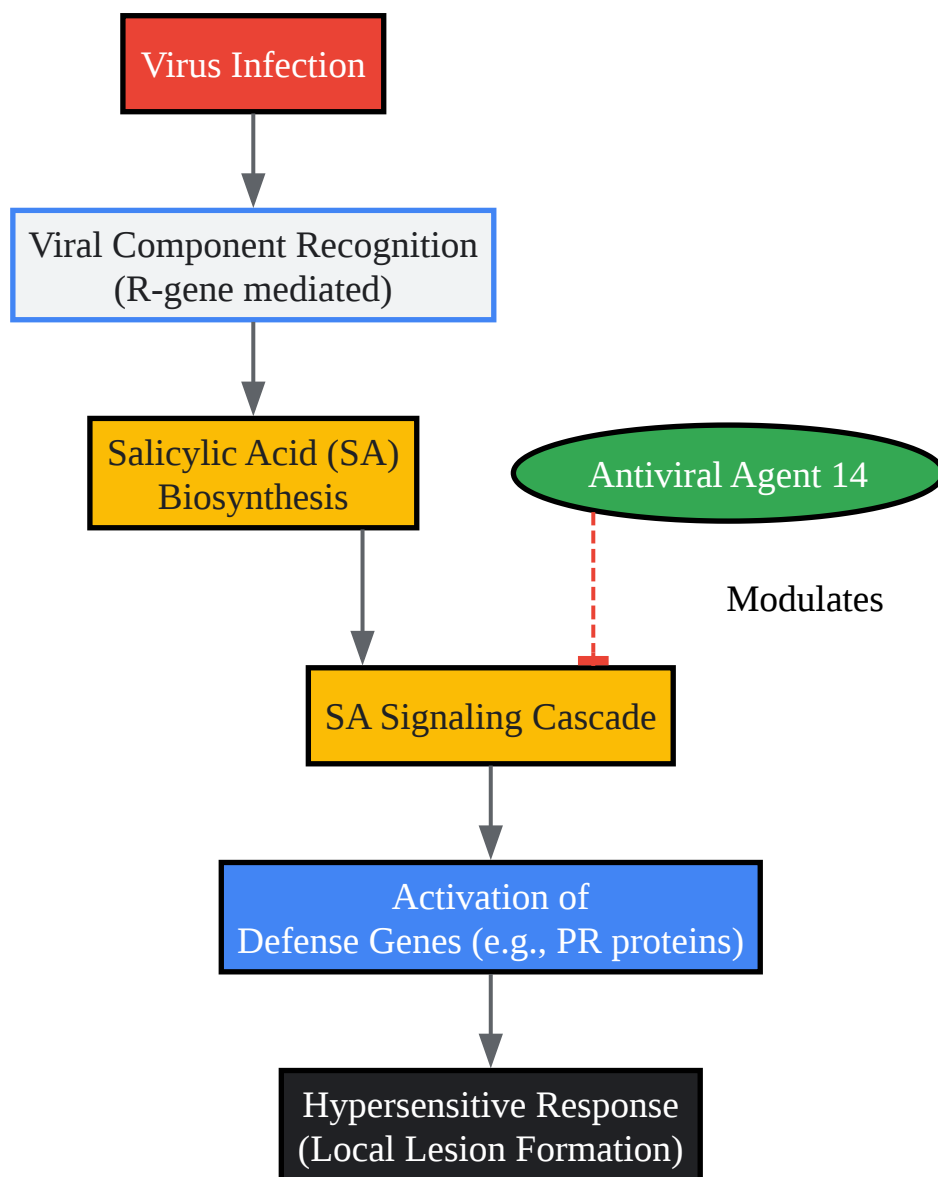 Virus Infection
Viral Component Recognition
(R-gene mediated)
Salicylic Acid (SA)
Biosynthesis
Antiviral Agent 14
Modulates
SA Signaling Cascade
Activation of
Defense Genes (e.g., PR proteins)
Hypersensitive Response
(Local Lesion Formation)